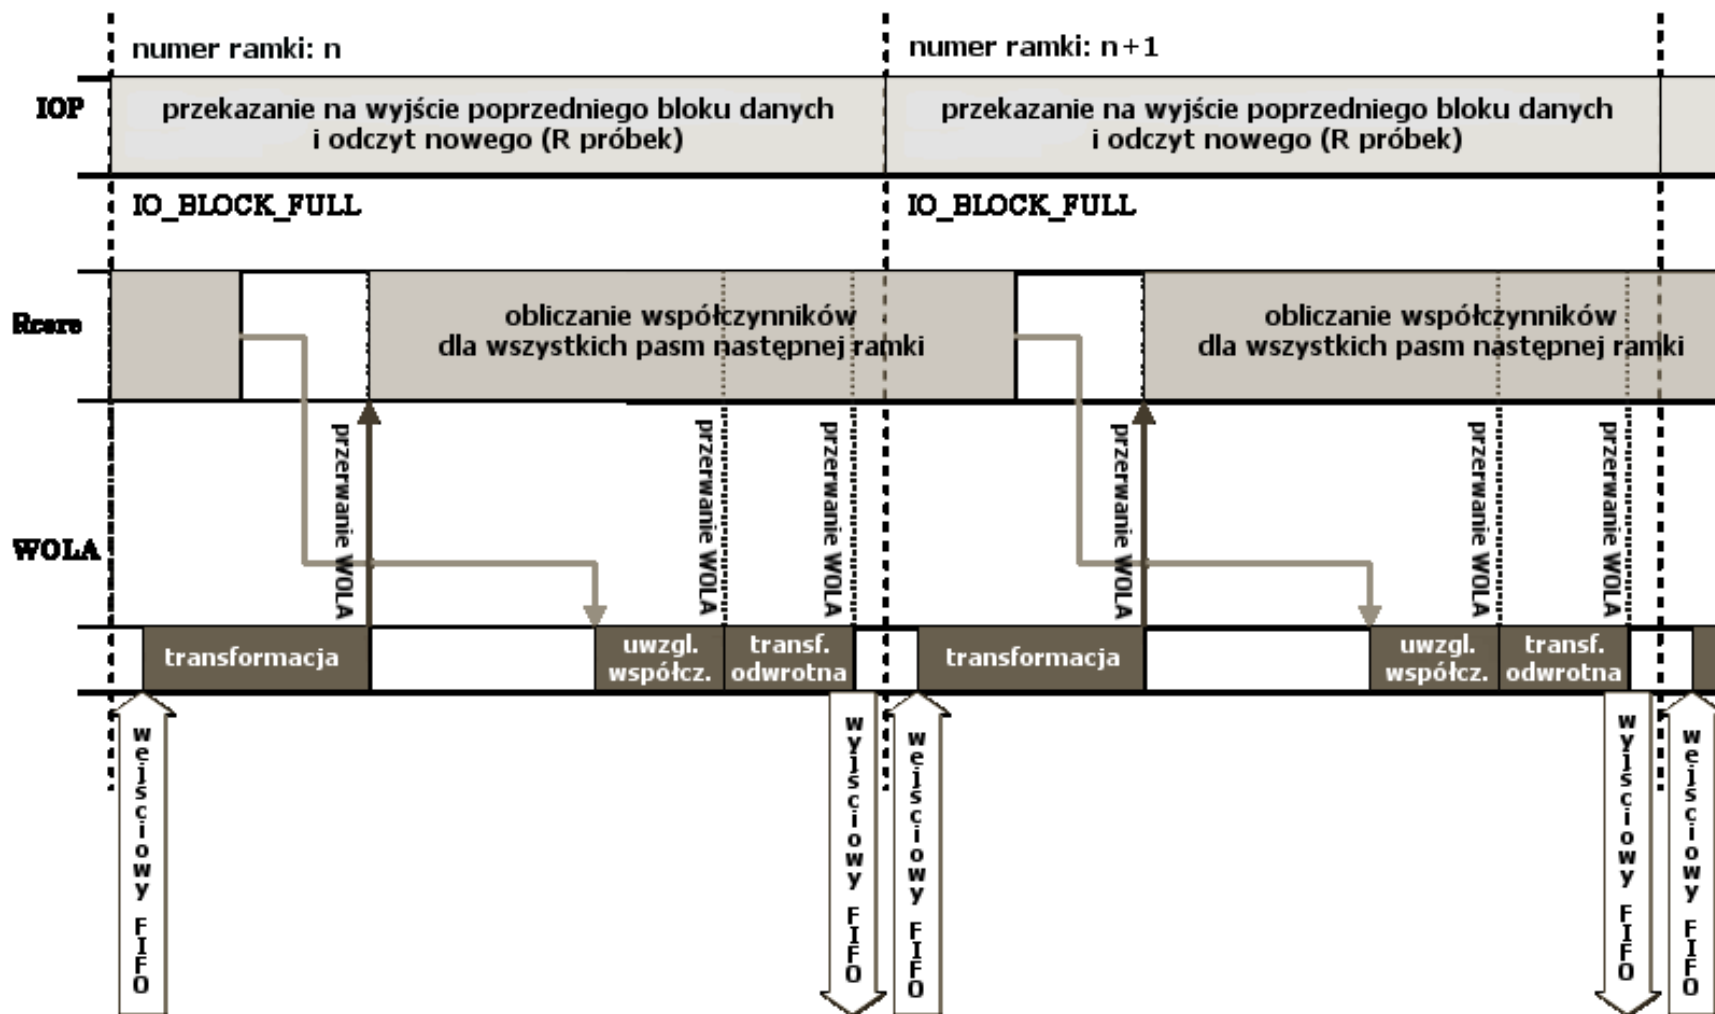 numer ramki: n
numer ramki: n+1
IOP
przekazanie na wyjście poprzedniego bloku danych
i odczyt nowego (R próbek)
przekazanie na wyjście poprzedniego bloku danych
i odczyt nowego (R próbek)
IO_BLOCK_FULL
IO_BLOCK_FULL
Rcore
obliczanie współczynników
dla wszystkich pasm następnej ramki
obliczanie współczynników
dla wszystkich pasm następnej ramki
WOLA
przerwanie WOLA
przerwanie WOLA
przerwanie WOLA
przerwanie WOLA
przerwanie WOLA
przerwanie WOLA
transformacja
uwzgl.
współcz.
transf.
odwrotna
transformacja
uwzgl.
współcz.
transf.
odwrotna
wejściowy FIFO
wyjściowy FIFO
wejściowy FIFO
wyjściowy FIFO
wejściowy FIFO